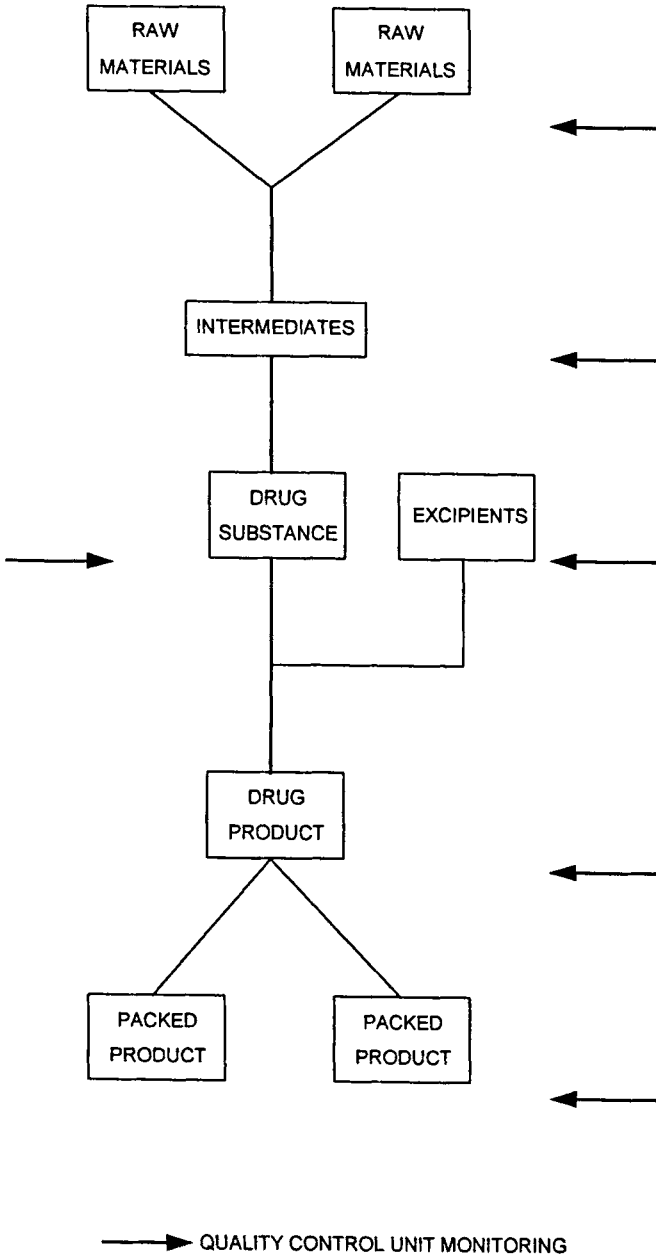 RAW
MATERIALS
RAW
MATERIALS
INTERMEDIATES
DRUG
SUBSTANCE
EXCIPIENTS
DRUG
PRODUCT
PACKED
PRODUCT
PACKED
PRODUCT
QUALITY CONTROL UNIT MONITORING